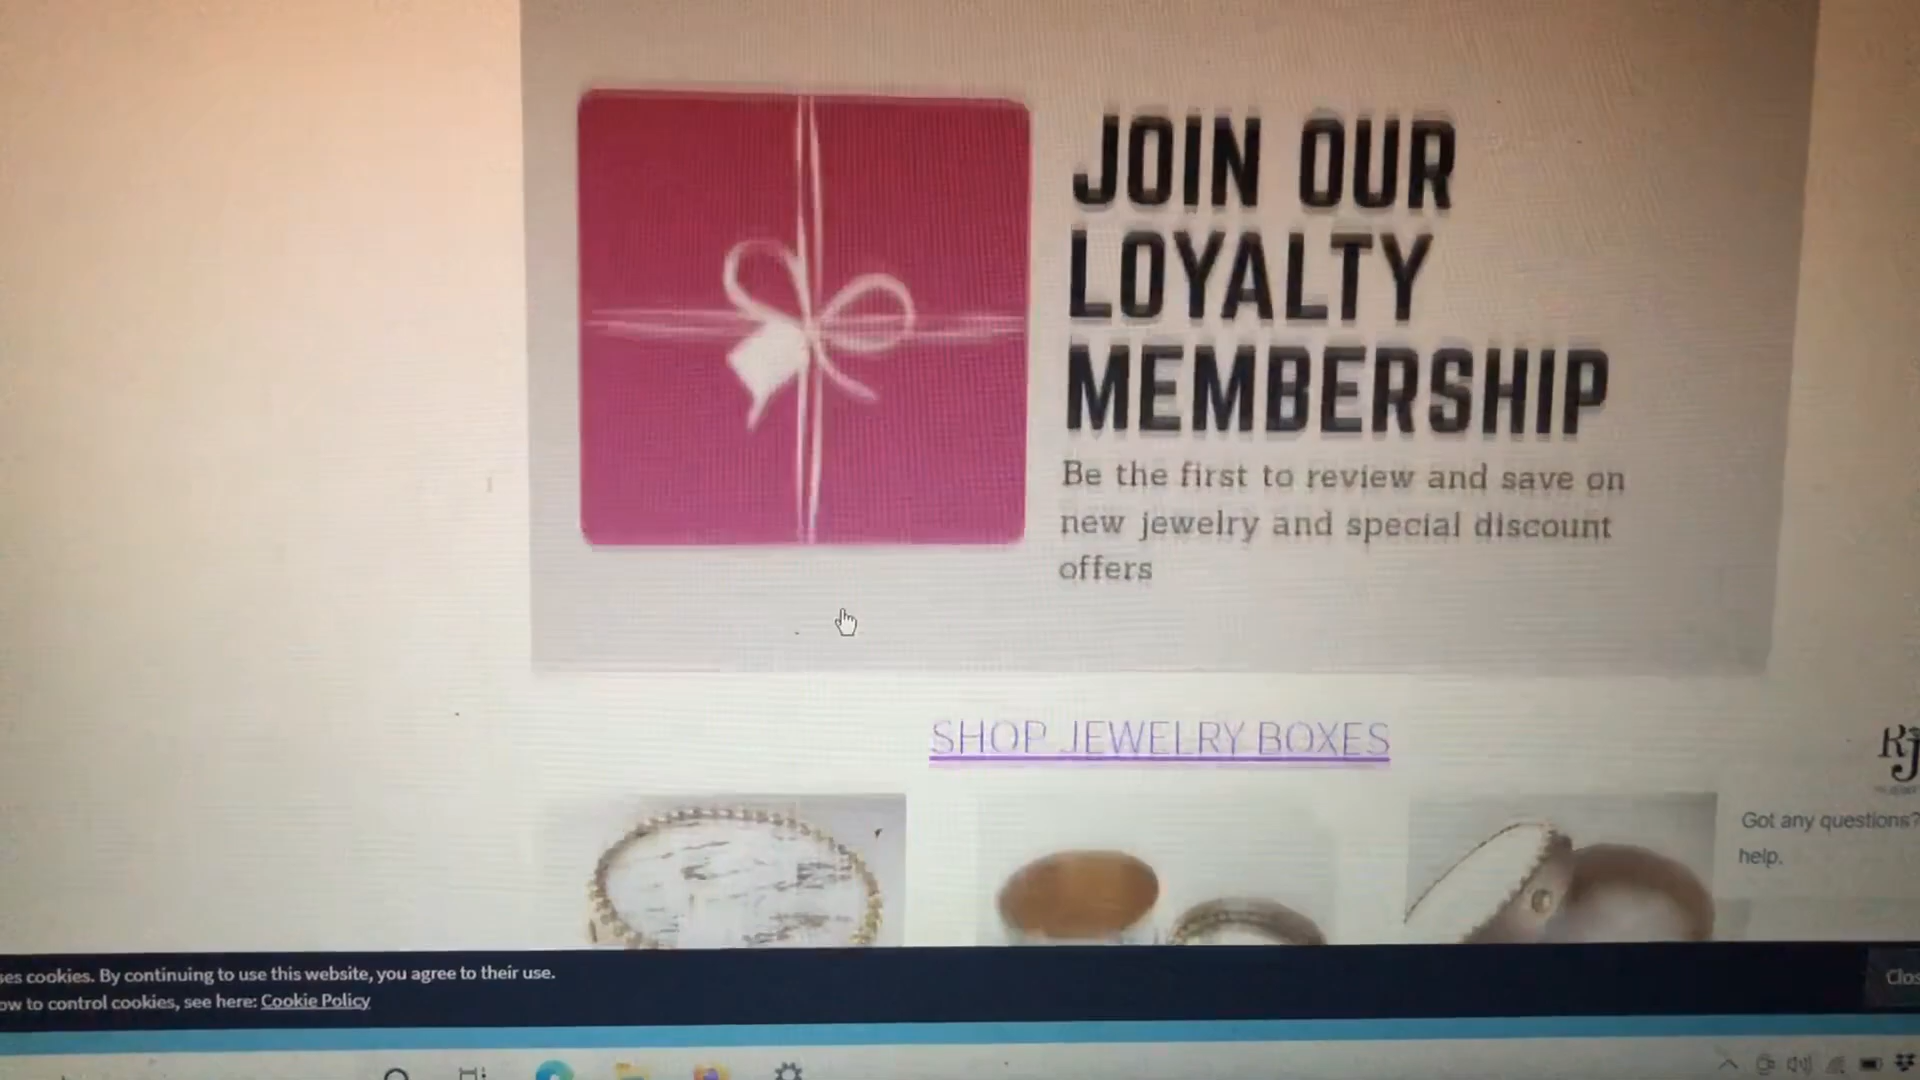 JOIN OUR
LOYALTY
MEMBERSHIP
Be the first to review and save on
new jewelry and special discount
offers
SHOP JEWELRY BOXES
RJ
Got any questions?
help.
es cookies. By continuing to use this website, you agree to their use.
ow to control cookies, see here: Cookie Policy
Clos